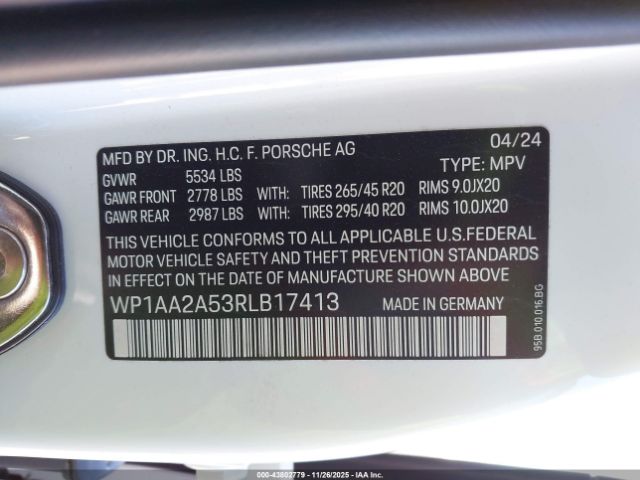 MFD BY DR. ING. H.C. F. PORSCHE AG 04/24
GVWR 5534 LBS TYPE: MPV
GAWR FRONT 2778 LBS WITH: TIRES 265/45 R20 RIMS 9.0JX20
GAWR REAR 2987 LBS WITH: TIRES 295/40 R20 RIMS 10.0JX20
THIS VEHICLE CONFORMS TO ALL APPLICABLE U.S.FEDERAL
MOTOR VEHICLE SAFETY AND THEFT PREVENTION STANDARDS
IN EFFECT ON THE DATE OF MANUFACTURE SHOWN ABOVE
WP1AA2A53RLB17413 MADE IN GERMANY
95B.010.016.BG
000-43802779 - 11/26/2025 - IAA Inc.